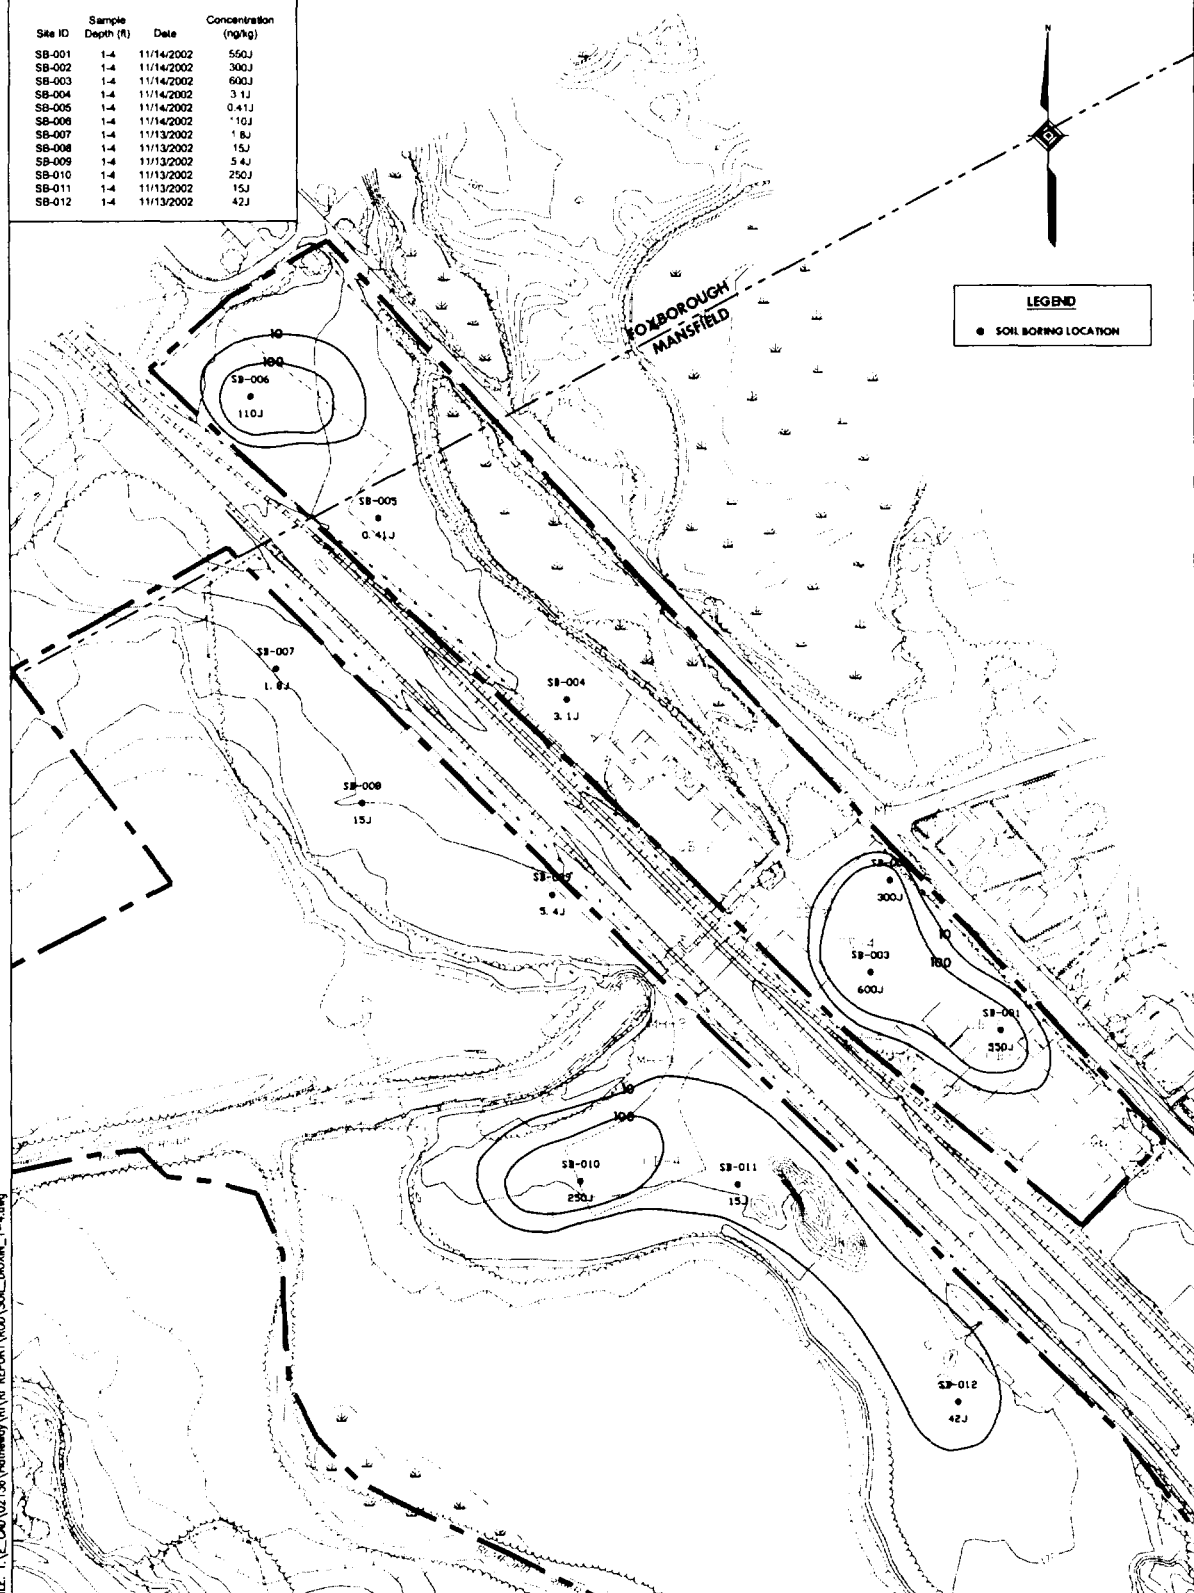 Sample Concentration
Site ID Depth (ft) Date (ng/kg)
SB-001 1-4 11/14/2002 550J
SB-002 1-4 11/14/2002 300J
SB-003 1-4 11/14/2002 600J
SB-004 1-4 11/14/2002 3.1J
SB-005 1-4 11/14/2002 0.41J
SB-006 1-4 11/14/2002 110J
SB-007 1-4 11/13/2002 1.8J
SB-008 1-4 11/13/2002 15J
SB-009 1-4 11/13/2002 5.4J
SB-010 1-4 11/13/2002 250J
SB-011 1-4 11/13/2002 15J
SB-012 1-4 11/13/2002 42J
N
LEGEND
SOIL BORING LOCATION
FOXBOROUGH
MANSFIELD
10
100
SB-006
110J
SB-005
0.41J
SB-007
1.8J
SB-004
3.1J
SB-008
15J
SB-009
5.4J
300J
10
100
SB-003
600J
SB-001
550J
10
100
SB-010
250J
SB-011
15J
SB-012
42J